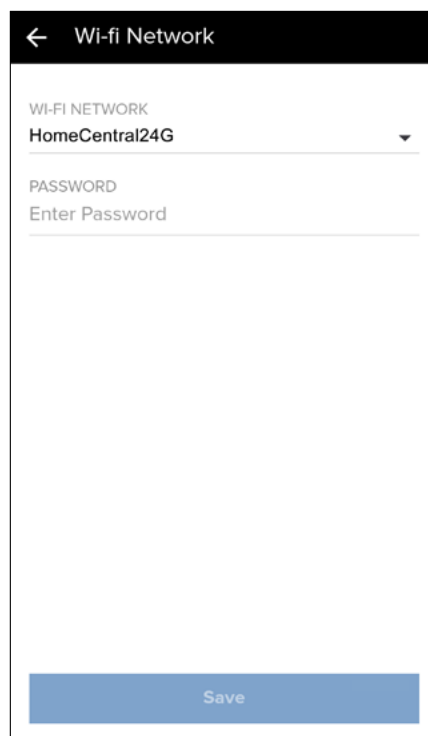 Wi-fi Network
WI-FI NETWORK
HomeCentral24G
PASSWORD
Enter Password
Save